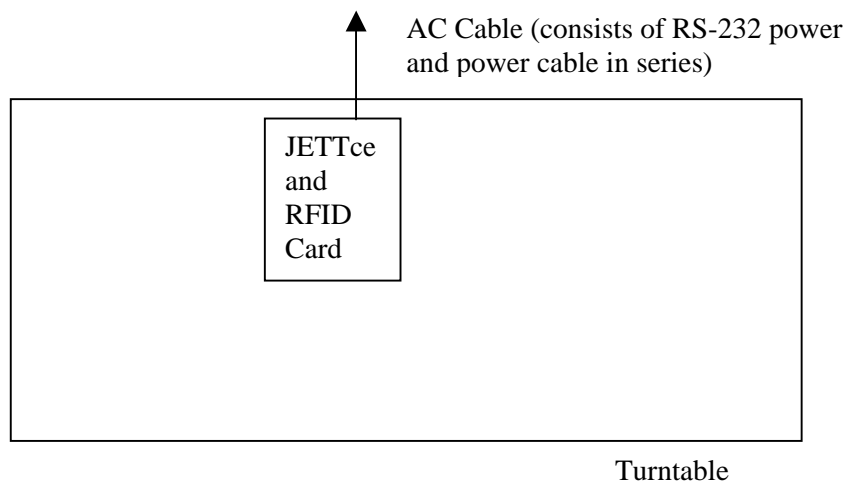 AC Cable (consists of RS-232 power
and power cable in series)
JETTce
and
RFID
Card
Turntable